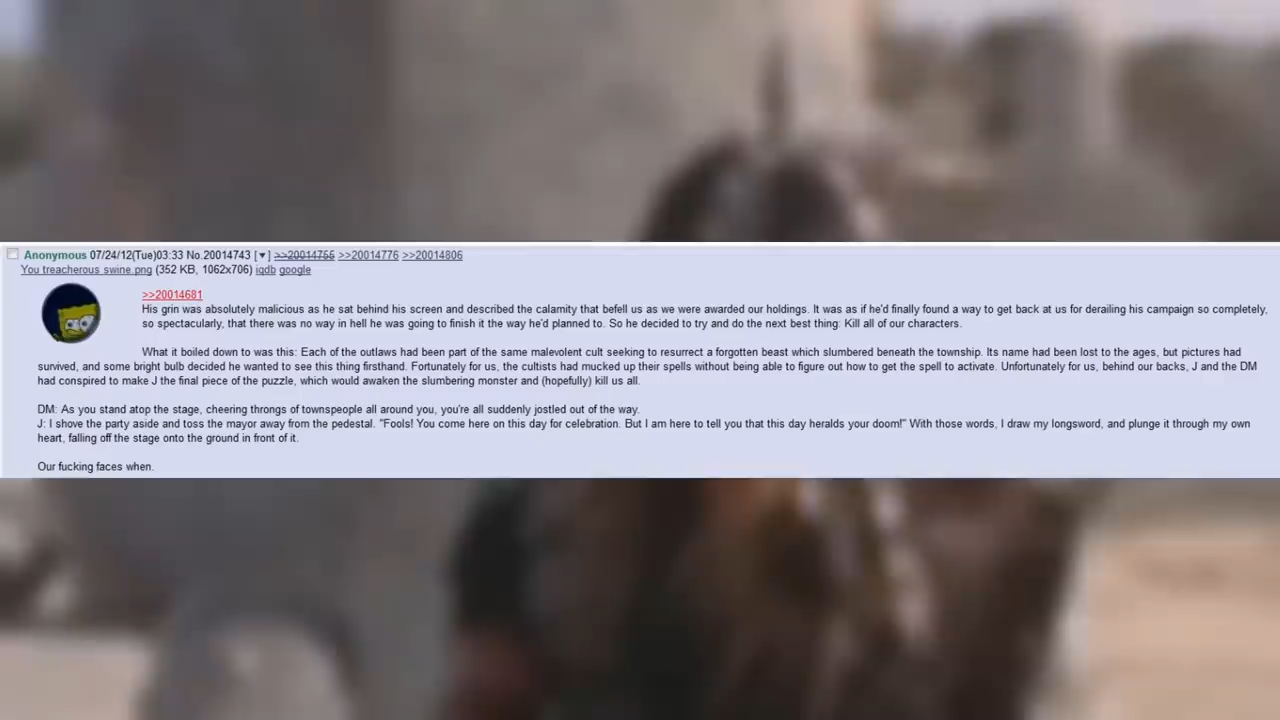 Anonymous 07/24/12(Tue)03:33 No.20014743 [▼] >>20014755 >>20014776 >>20014806
You treacherous swine.png (352 KB, 1062x706) iqdb google
>>20014681
His grin was absolutely malicious as he sat behind his screen and described the calamity that befell us as we were awarded our holdings. It was as if he'd finally found a way to get back at us for derailing his campaign so completely,
so spectacularly, that there was no way in hell he was going to finish it the way he'd planned to. So he decided to try and do the next best thing: Kill all of our characters.
What it boiled down to was this: Each of the outlaws had been part of the same malevolent cult seeking to resurrect a forgotten beast which slumbered beneath the township. Its name had been lost to the ages, but pictures had
survived, and some bright bulb decided he wanted to see this thing firsthand. Fortunately for us, the cultists had mucked up their spells without being able to figure out how to get the spell to activate. Unfortunately for us, behind our backs, J and the DM
had conspired to make J the final piece of the puzzle, which would awaken the slumbering monster and (hopefully) kill us all.
DM: As you stand atop the stage, cheering throngs of townspeople all around you, you're all suddenly jostled out of the way.
J: I shove the party aside and toss the mayor away from the pedestal. "Fools! You come here on this day for celebration. But I am here to tell you that this day heralds your doom!" With those words, I draw my longsword, and plunge it through my own
heart, falling off the stage onto the ground in front of it.
Our fucking faces when.